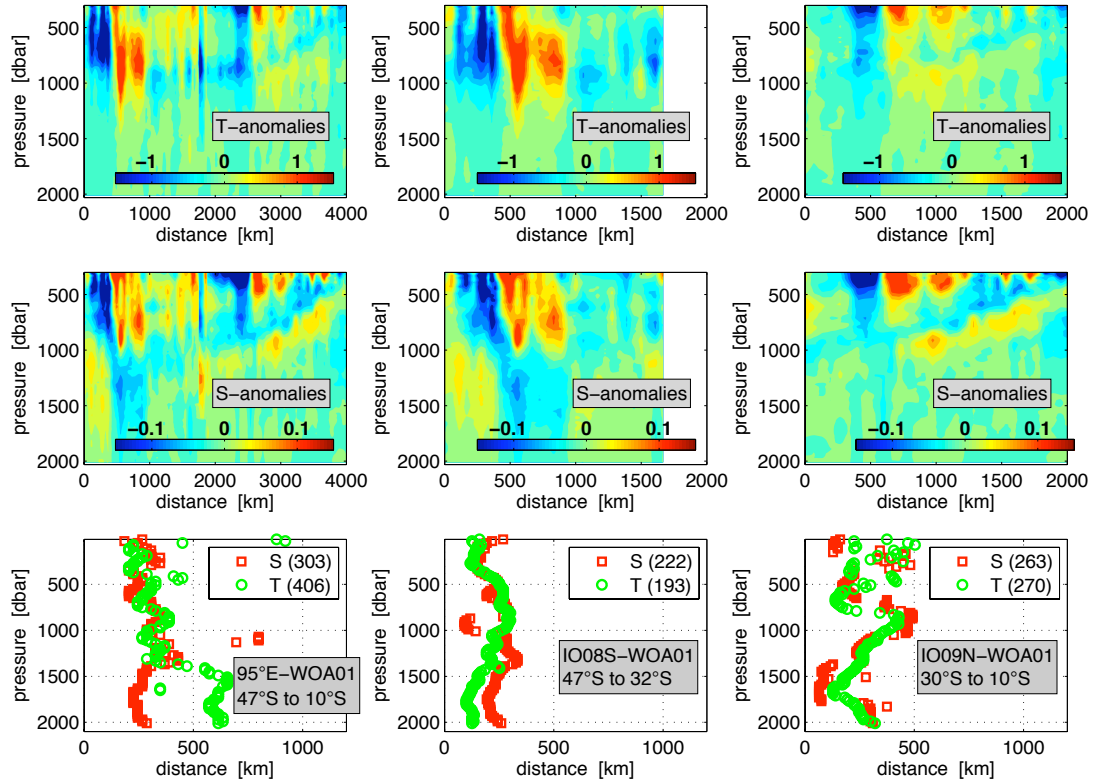 500
1000
1500
2000
pressure [dbar]
T−anomalies
−1 0 1
0 1000 2000 3000 4000
distance [km]
500
1000
1500
2000
pressure [dbar]
T−anomalies
−1 0 1
0 500 1000 1500 2000
distance [km]
500
1000
1500
2000
pressure [dbar]
T−anomalies
−1 0 1
0 500 1000 1500 2000
distance [km]
500
1000
1500
2000
pressure [dbar]
S−anomalies
−0.1 0 0.1
0 1000 2000 3000 4000
distance [km]
500
1000
1500
2000
pressure [dbar]
S−anomalies
−0.1 0 0.1
0 500 1000 1500 2000
distance [km]
500
1000
1500
2000
pressure [dbar]
S−anomalies
−0.1 0 0.1
0 500 1000 1500 2000
distance [km]
0
500
1000
1500
2000
pressure [dbar]
S (303)
T (406)
95°E−WOA01
47°S to 10°S
0 500 1000
distance [km]
0
500
1000
1500
2000
pressure [dbar]
S (222)
T (193)
IO08S−WOA01
47°S to 32°S
0 500 1000
distance [km]
0
500
1000
1500
2000
pressure [dbar]
S (263)
T (270)
IO09N−WOA01
30°S to 10°S
0 500 1000
distance [km]